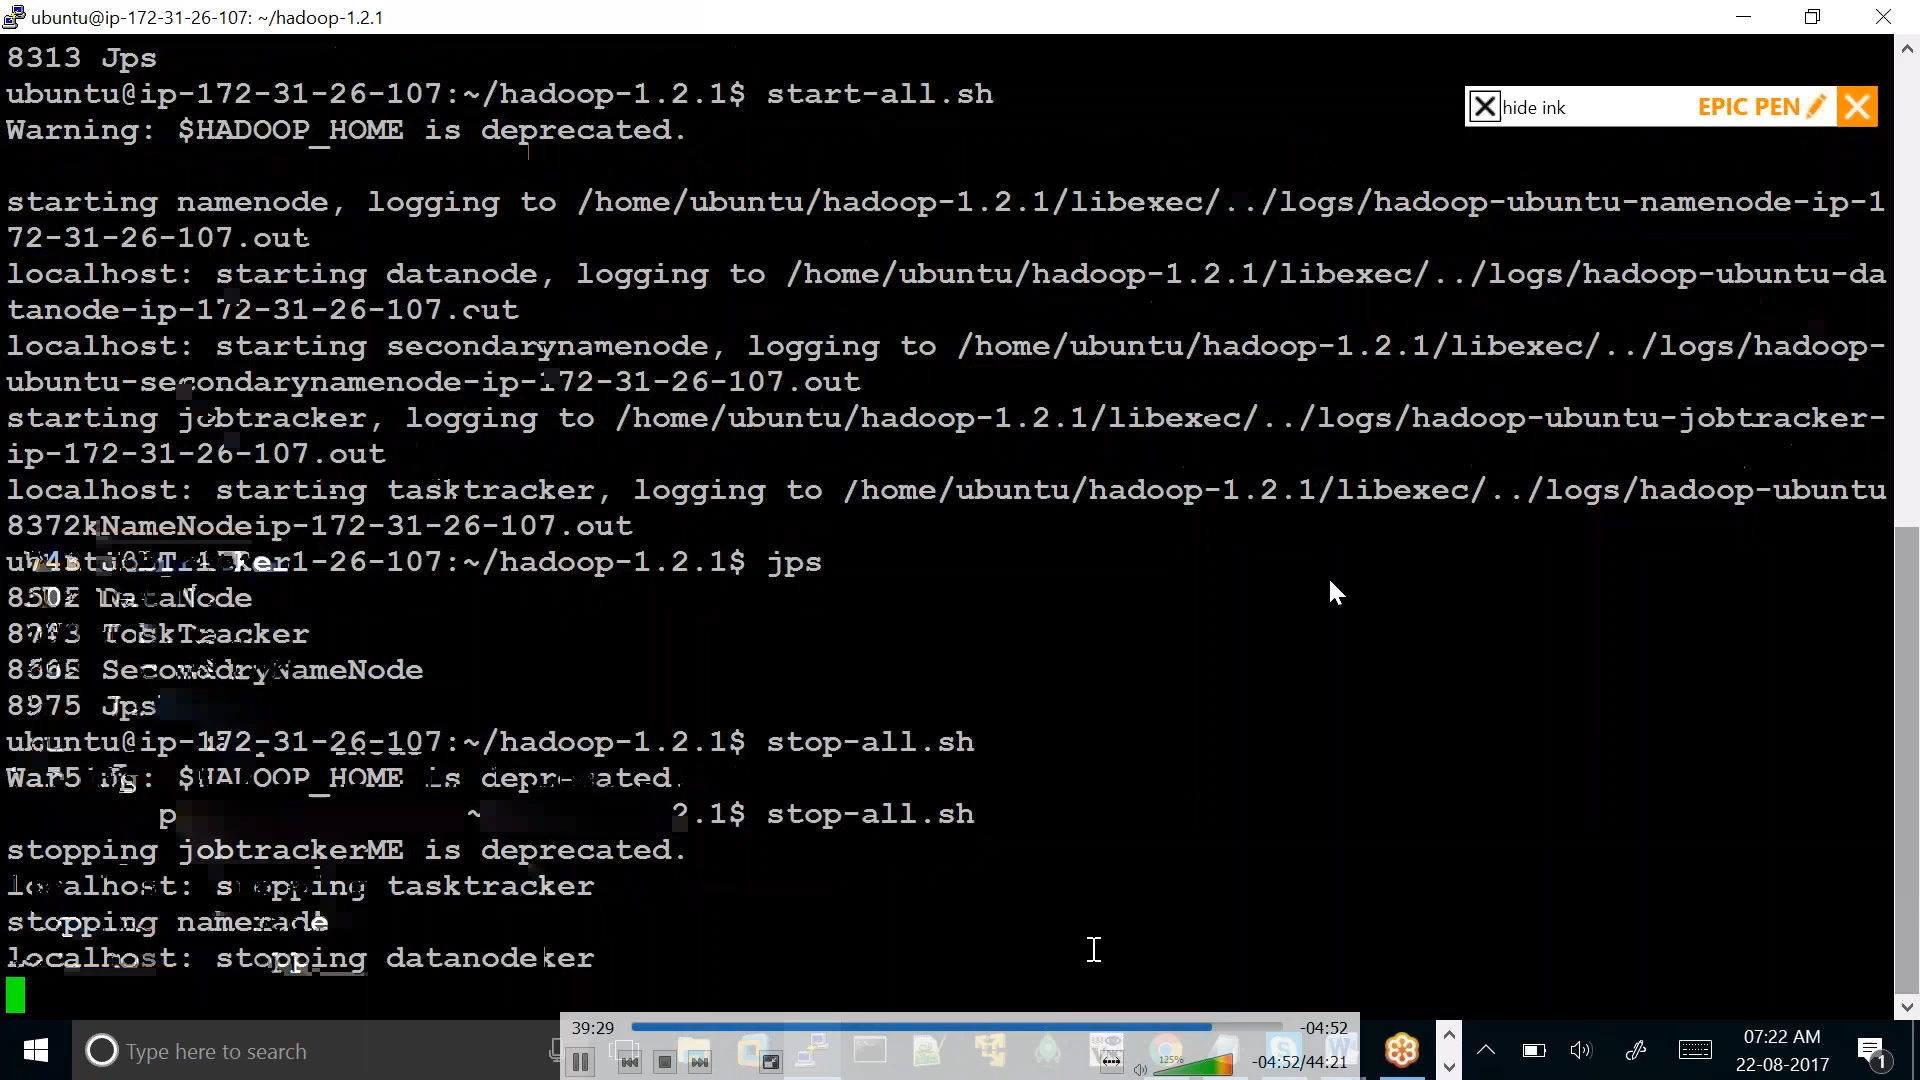 ubuntu@ip-172-31-26-107: ~/hadoop-1.2.1
8313 Jps
ubuntu@ip-172-31-26-107:~/hadoop-1.2.1$ start-all.sh
hide ink
EPIC PEN
Warning: $HADOOP_HOME is deprecated.
starting namenode, logging to /home/ubuntu/hadoop-1.2.1/libexec/../logs/hadoop-ubuntu-namenode-ip-1
72-31-26-107.out
localhost: starting datanode, logging to /home/ubuntu/hadoop-1.2.1/libexec/../logs/hadoop-ubuntu-da
tanode-ip-172-31-26-107.out
localhost: starting secondarynamenode, logging to /home/ubuntu/hadoop-1.2.1/libexec/../logs/hadoop-
ubuntu-secondarynamenode-ip-172-31-26-107.out
starting jobtracker, logging to /home/ubuntu/hadoop-1.2.1/libexec/../logs/hadoop-ubuntu-jobtracker-
ip-172-31-26-107.out
localhost: starting tasktracker, logging to /home/ubuntu/hadoop-1.2.1/libexec/../logs/hadoop-ubuntu
8372kNameNodeip-172-31-26-107.out
1-26-107:~/hadoop-1.2.1$ jps
DataNode
TaskTracker
SecondaryNameNode
8975 Jps
ubuntu@ip-172-31-26-107:~/hadoop-1.2.1$ stop-all.sh
$HADOOP_HOME is deprecated.
2.1$ stop-all.sh
stopping jobtrackerME is deprecated.
localhost: stopping tasktracker
stopping
localhost: stopping datanodeker
39:29
-04:52
125%
-04:52/44:21
Type here to search
07:22 AM
22-08-2017
1